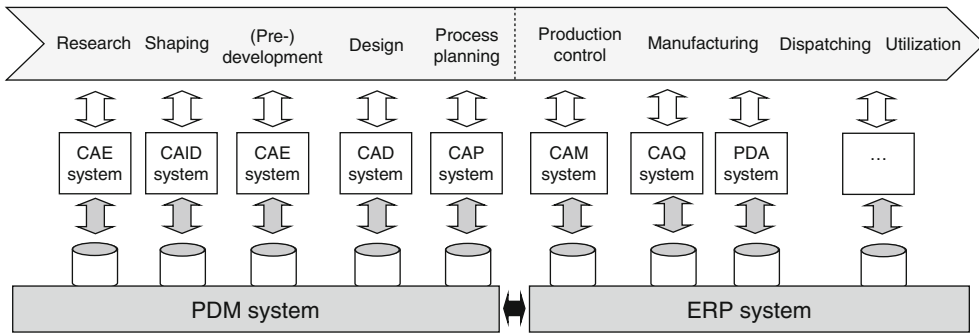 Research
Shaping
(Pre-)
development
Design
Process
planning
Production
control
Manufacturing
Dispatching
Utilization
CAE
system
CAID
system
CAE
system
CAD
system
CAP
system
CAM
system
CAQ
system
PDA
system
...
PDM system
ERP system